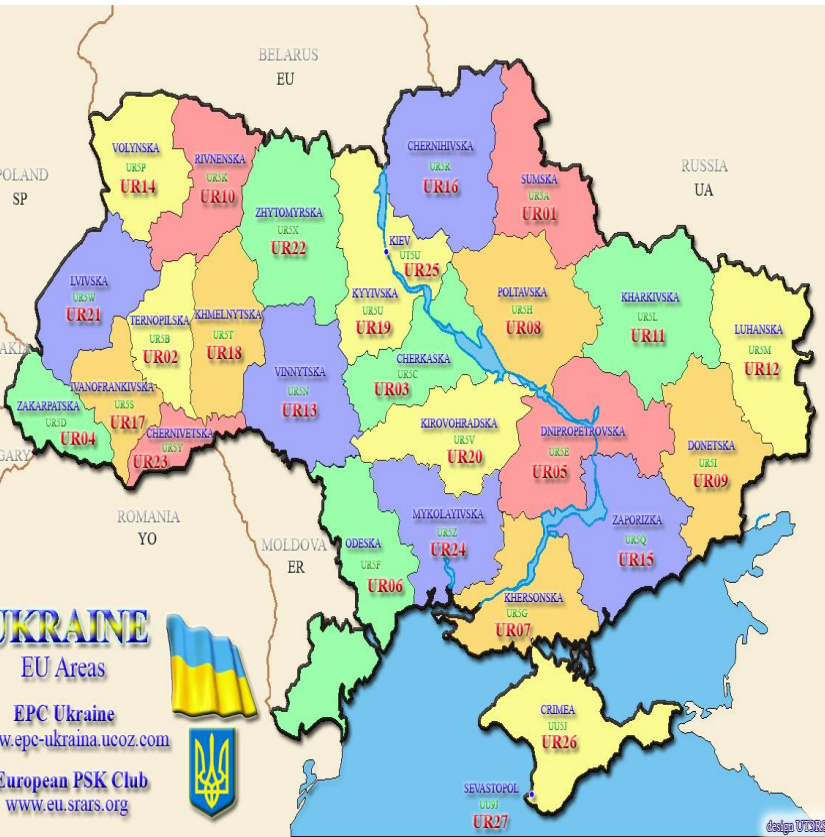 BELARUS
EU
POLAND
SP
RUSSIA
UA
VOLYNSKA
UR5P
UR14
RIVNENSKA
UR5K
UR10
ZHYTOMYRSKA
UR5X
UR22
CHERNIHIVSKA
UR5R
UR16
SUMSKA
UR5A
UR01
KIEV
UT5U
UR25
KYYIVSKA
UR5U
UR19
LVIVSKA
UR5W
UR21
TERNOPILSKA
UR5B
UR02
KHMELNYTSKA
UR5T
UR18
POLTAVSKA
UR5H
UR08
KHARKIVSKA
UR5L
UR11
LUHANSKA
UR5M
UR12
AKIA
VINNYTSKA
UR5N
UR13
CHERKASKA
UR5C
UR03
IVANOFRANKIVSKA
UR5S
UR17
ZAKARPATSKA
UR5D
UR04
CHERNIVETSKA
UR5Y
UR23
KIROVOHRADSKA
UR5V
UR20
DNIPROPETROVSKA
UR5E
UR05
DONETSKA
UR5I
UR09
GARY
ROMANIA
YO
MOLDOVA
ER
ODESKA
UR5F
UR06
MYKOLAYIVSKA
UR5Z
UR24
ZAPORIZKA
UR5Q
UR15
KHERSONSKA
UR5G
UR07
UKRAINE
EU Areas
EPC Ukraine
w.epc-ukraina.ucoz.com
European PSK Club
www.eu.srars.org
CRIMEA
UU5J
UR26
SEVASTOPOL
UU9J
UR27
design UT3RS